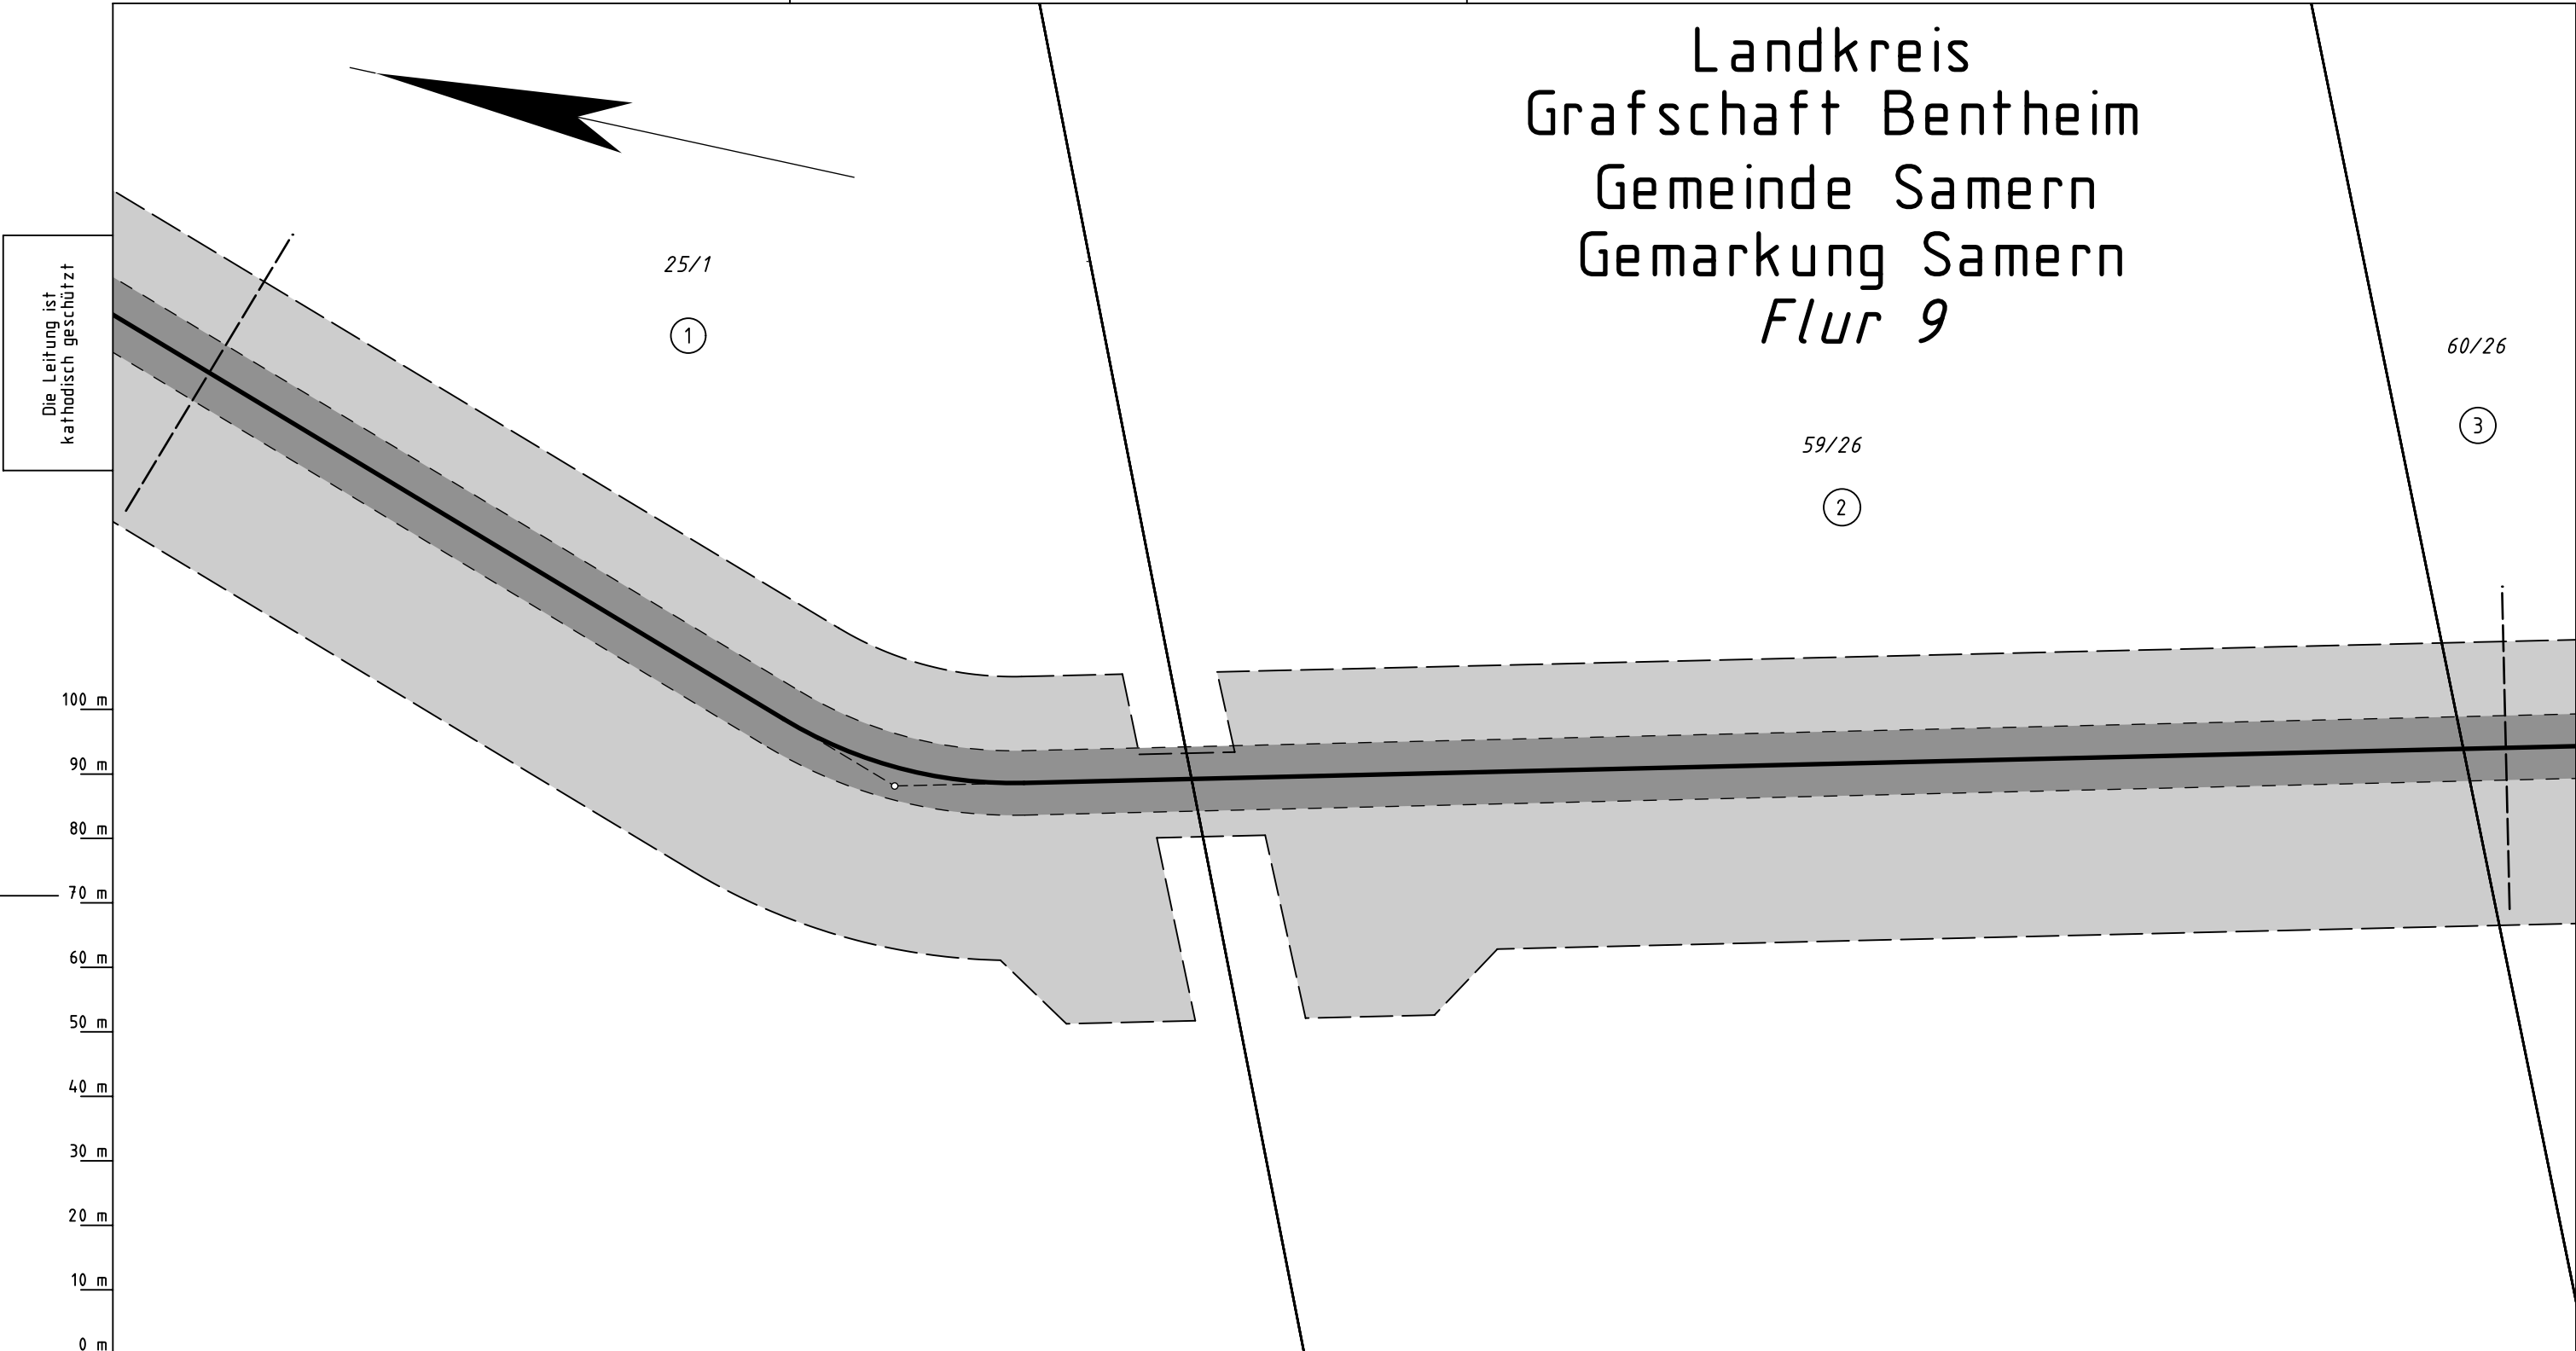 Landkreis
Grafschaft Bentheim
Gemeinde Samern
Gemarkung Samern
Flur 9
Die Leitung ist
kathodisch geschützt
25/1
1
59/26
2
60/26
3
100 m
90 m
80 m
70 m
60 m
50 m
40 m
30 m
20 m
10 m
0 m